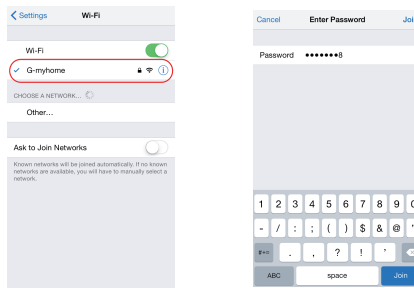 Settings
Wi-Fi
Wi-Fi
G-myhome
CHOOSE A NETWORK...
Other...
Ask to Join Networks
Known networks will be joined automatically. If no known
networks are available, you will have to manually select a
network.
Cancel
Enter Password
Joi
Password ●●●●●●●8
1 2 3 4 5 6 7 8 9 0
- / : ; ( ) $ & @ "
#+= . , ? ! '
ABC space Join